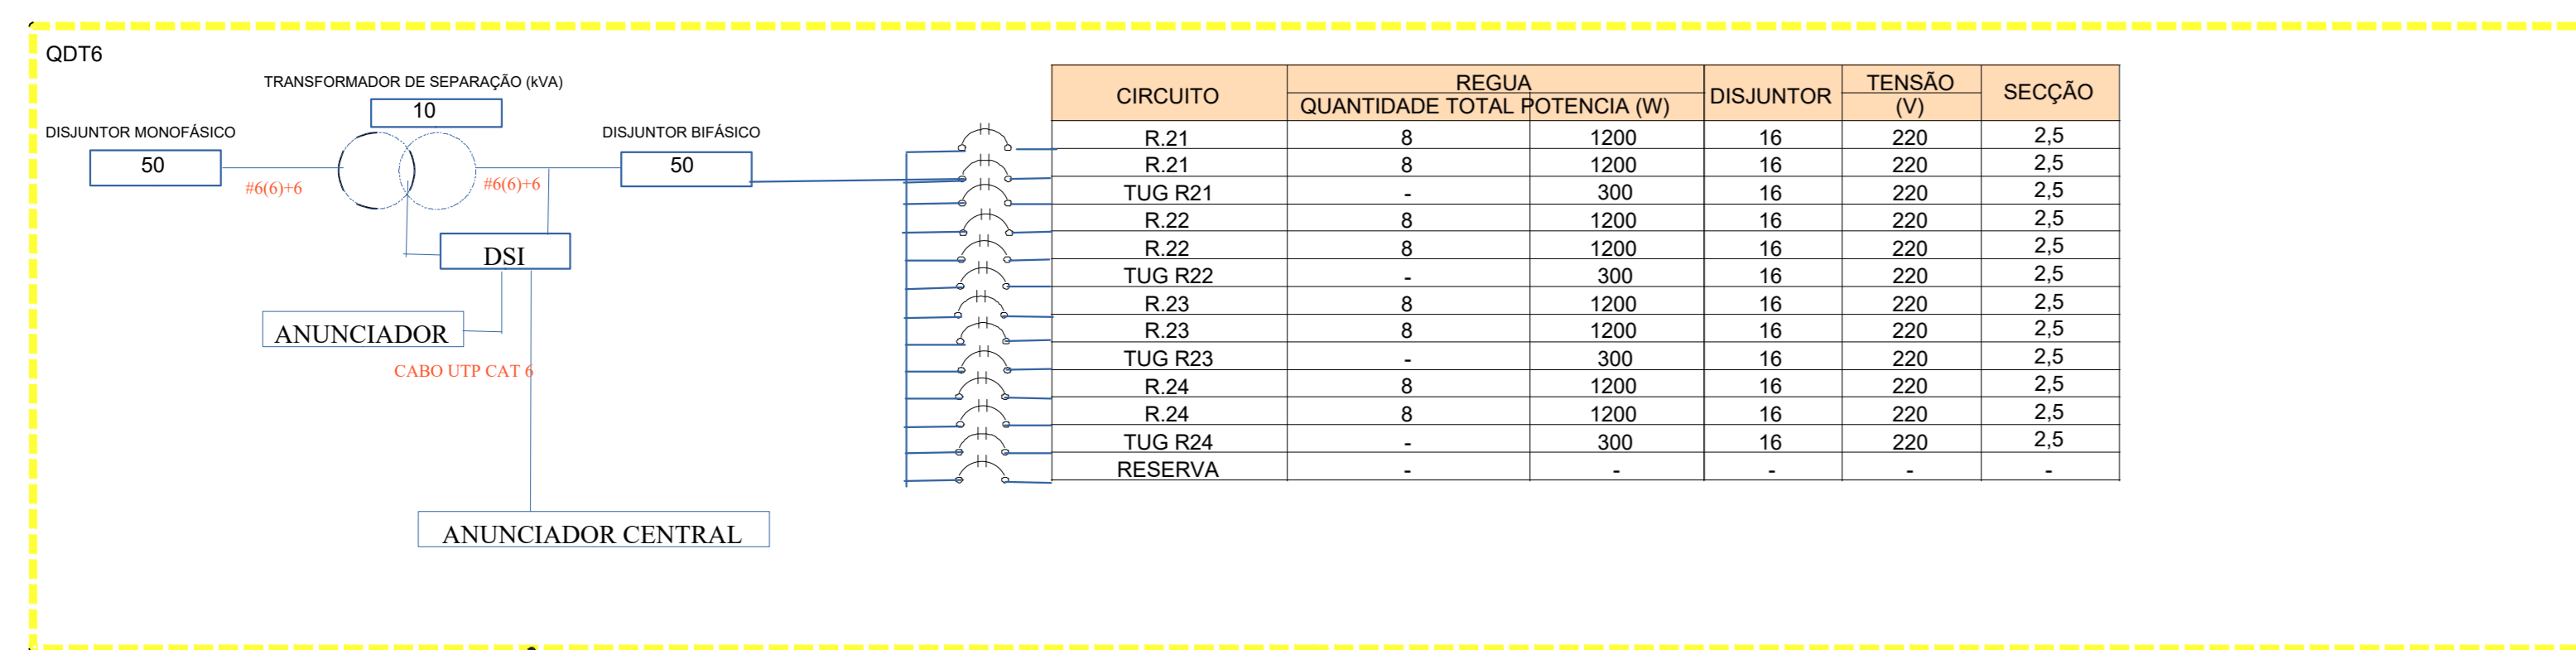 QDT6
TRANSFORMADOR DE SEPARAÇÃO (kVA)
10
DISJUNTOR MONOFÁSICO
50
#6(6)+6
#6(6)+6
DISJUNTOR BIFÁSICO
50
DSI
ANUNCIADOR
CABO UTP CAT 6
ANUNCIADOR CENTRAL
CIRCUITO REGUA DISJUNTOR TENSÃO SECÇÃO
QUANTIDADE TOTAL POTENCIA (W) (V)
R.21 8 1200 16 220 2,5
R.21 8 1200 16 220 2,5
TUG R21 - 300 16 220 2,5
R.22 8 1200 16 220 2,5
R.22 8 1200 16 220 2,5
TUG R22 - 300 16 220 2,5
R.23 8 1200 16 220 2,5
R.23 8 1200 16 220 2,5
TUG R23 - 300 16 220 2,5
R.24 8 1200 16 220 2,5
R.24 8 1200 16 220 2,5
TUG R24 - 300 16 220 2,5
RESERVA - - - - -